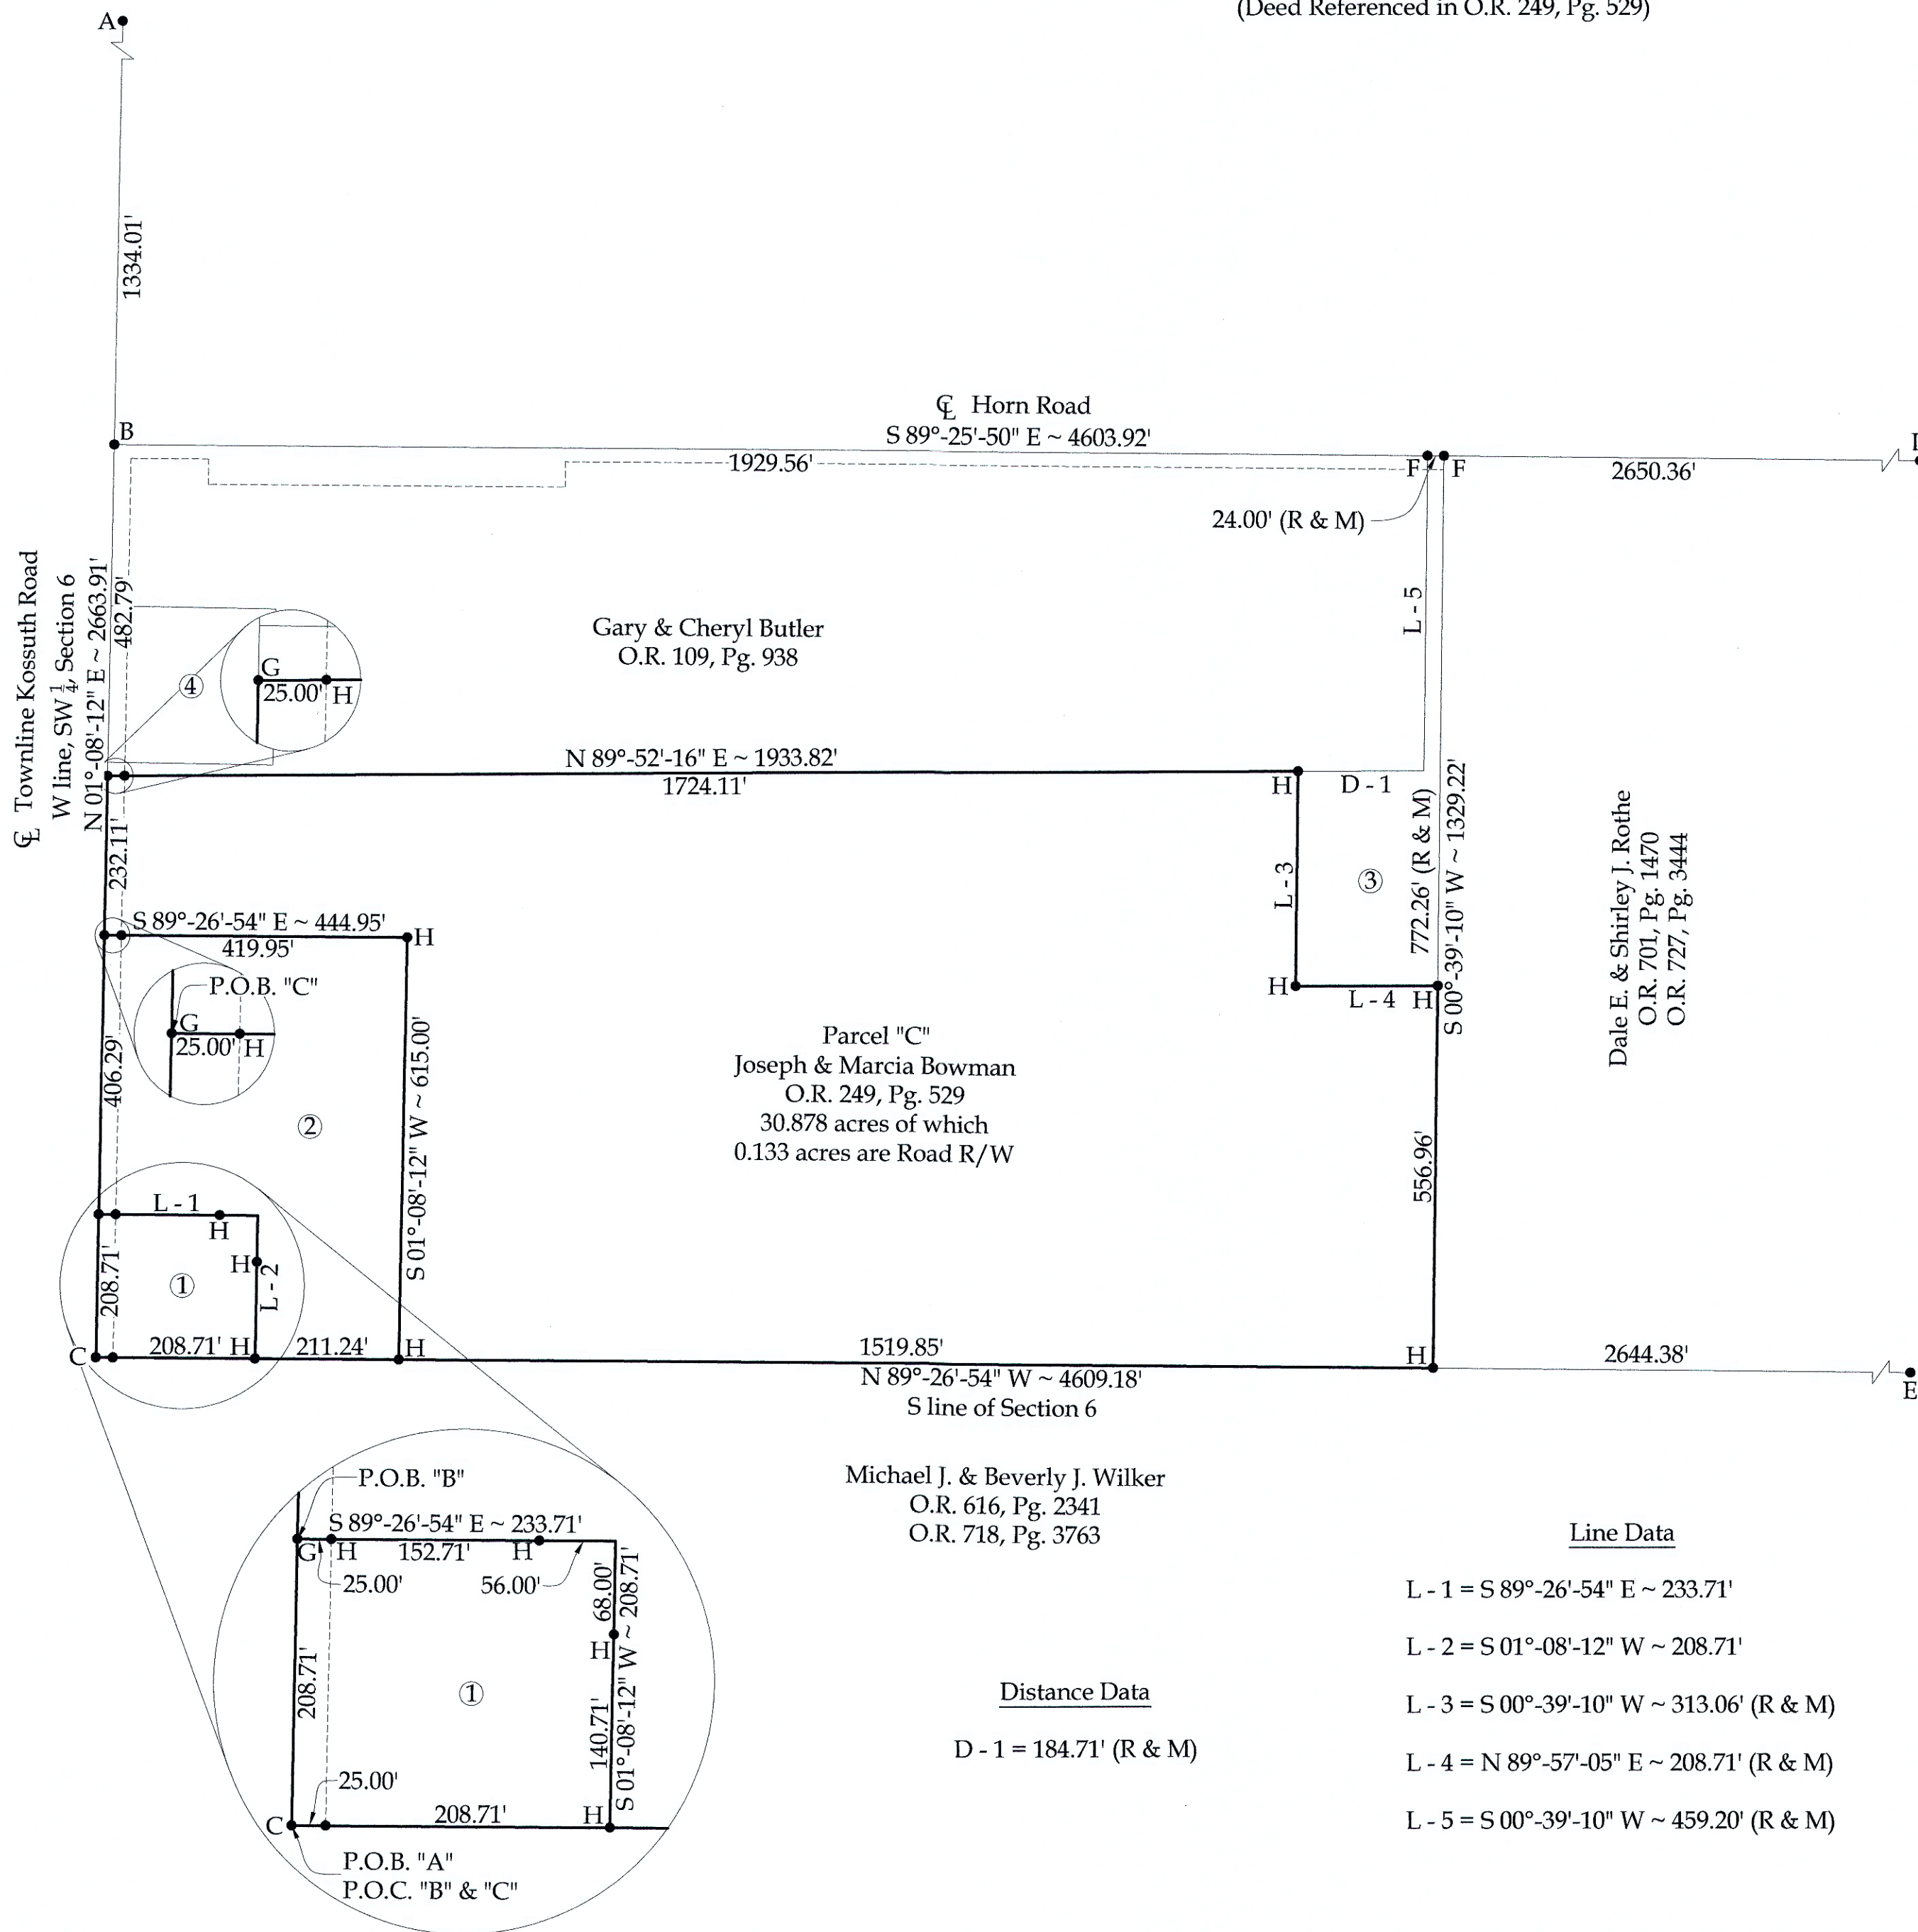 (Deed Referenced in O.R. 249, Pg. 529)
A
1334.01'
B
℄ Horn Road
S 89°-25'-50" E ~ 4603.92'
1929.56'
F
F
2650.36'
24.00' (R & M)
℄ Townline Kossuth Road
W line, SW 1/4, Section 6
N 01°-08'-12" E ~ 2663.91'
482.79'
Gary & Cheryl Butler
O.R. 109, Pg. 938
L - 5
④
G
25.00'
H
N 89°-52'-16" E ~ 1933.82'
1724.11'
H
D - 1
232.11'
L - 3
③
772.26' (R & M)
S 00°-39'-10" W ~ 1329.22'
Dale E. & Shirley J. Rothe
O.R. 701, Pg. 1470
O.R. 727, Pg. 3444
S 89°-26'-54" E ~ 444.95'
419.95'
H
P.O.B. "C"
G
25.00'
H
H
L - 4
H
406.29'
②
S 01°-08'-12" W ~ 615.00'
Parcel "C"
Joseph & Marcia Bowman
O.R. 249, Pg. 529
30.878 acres of which
0.133 acres are Road R/W
556.96'
L - 1
H
H
L - 2
①
208.71'
C
208.71'
H
211.24'
H
1519.85'
H
2644.38'
N 89°-26'-54" W ~ 4609.18'
S line of Section 6
E
Michael J. & Beverly J. Wilker
O.R. 616, Pg. 2341
O.R. 718, Pg. 3763
P.O.B. "B"
S 89°-26'-54" E ~ 233.71'
G
H
152.71'
H
25.00'
56.00'
68.00'
S 01°-08'-12" W ~ 208.71'
H
208.71'
①
140.71'
25.00'
C
208.71'
H
P.O.B. "A"
P.O.C. "B" & "C"
Distance Data
D - 1 = 184.71' (R & M)
Line Data
L - 1 = S 89°-26'-54" E ~ 233.71'
L - 2 = S 01°-08'-12" W ~ 208.71'
L - 3 = S 00°-39'-10" W ~ 313.06' (R & M)
L - 4 = N 89°-57'-05" E ~ 208.71' (R & M)
L - 5 = S 00°-39'-10" W ~ 459.20' (R & M)